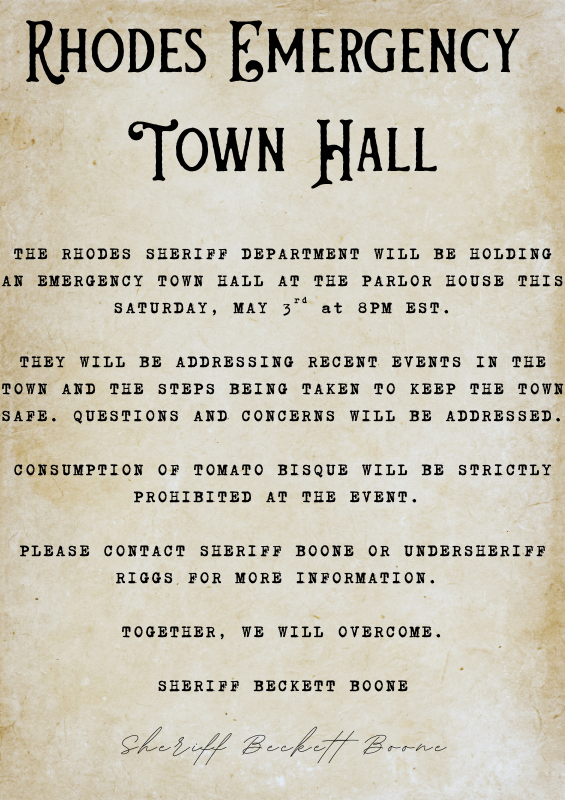 Rhodes Emergency
Town Hall
THE RHODES SHERIFF DEPARTMENT WILL BE HOLDING
AN EMERGENCY TOWN HALL AT THE PARLOR HOUSE THIS
SATURDAY, MAY 3rd at 8PM EST.
THEY WILL BE ADDRESSING RECENT EVENTS IN THE
TOWN AND THE STEPS BEING TAKEN TO KEEP THE TOWN
SAFE. QUESTIONS AND CONCERNS WILL BE ADDRESSED.
CONSUMPTION OF TOMATO BISQUE WILL BE STRICTLY
PROHIBITED AT THE EVENT.
PLEASE CONTACT SHERIFF BOONE OR UNDERSHERIFF
RIGGS FOR MORE INFORMATION.
TOGETHER, WE WILL OVERCOME.
SHERIFF BECKETT BOONE
Sheriff Beckett Boone